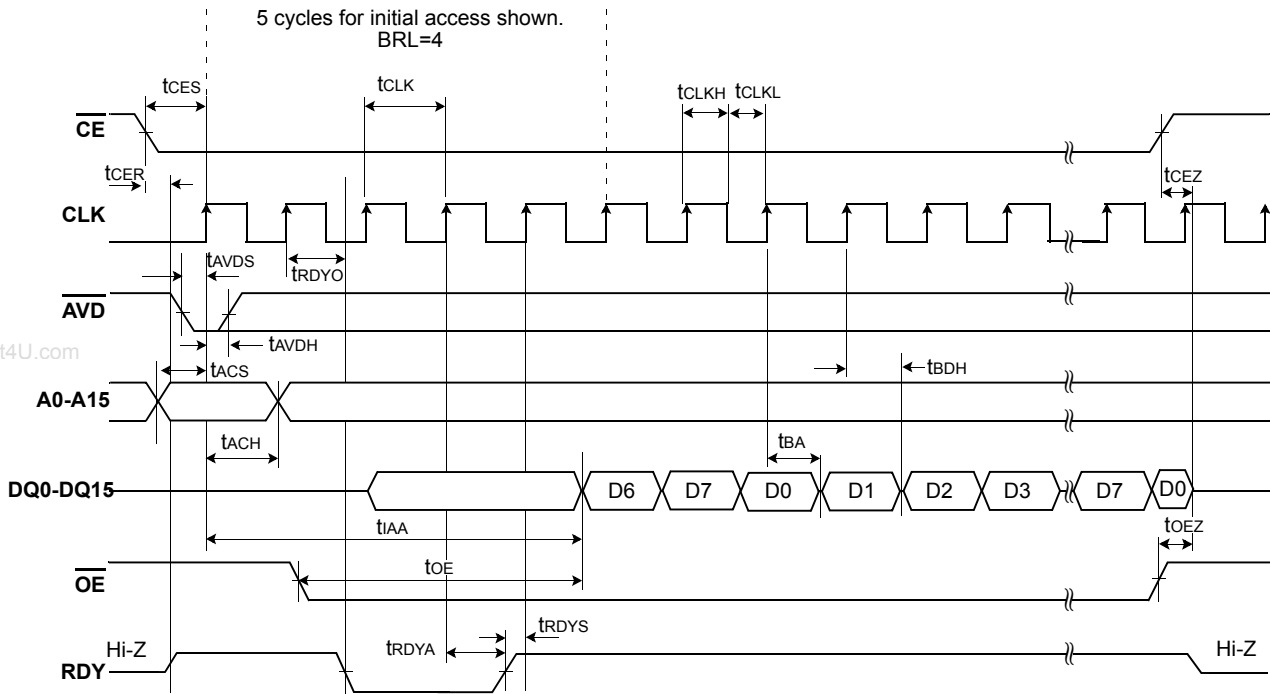 5 cycles for initial access shown.
BRL=4
tCES
tCLK
tCLKH
tCLKL
CE
tCER
tCEZ
CLK
tAVDS
tRDYO
AVD
tAVDH
t4U.com
tACS
tBDH
A0-A15
tACH
tBA
DQ0-DQ15
D6
D7
D0
D1
D2
D3
D7
D0
tIAA
tOEZ
tOE
OE
tRDYS
Hi-Z
tRDYA
Hi-Z
RDY